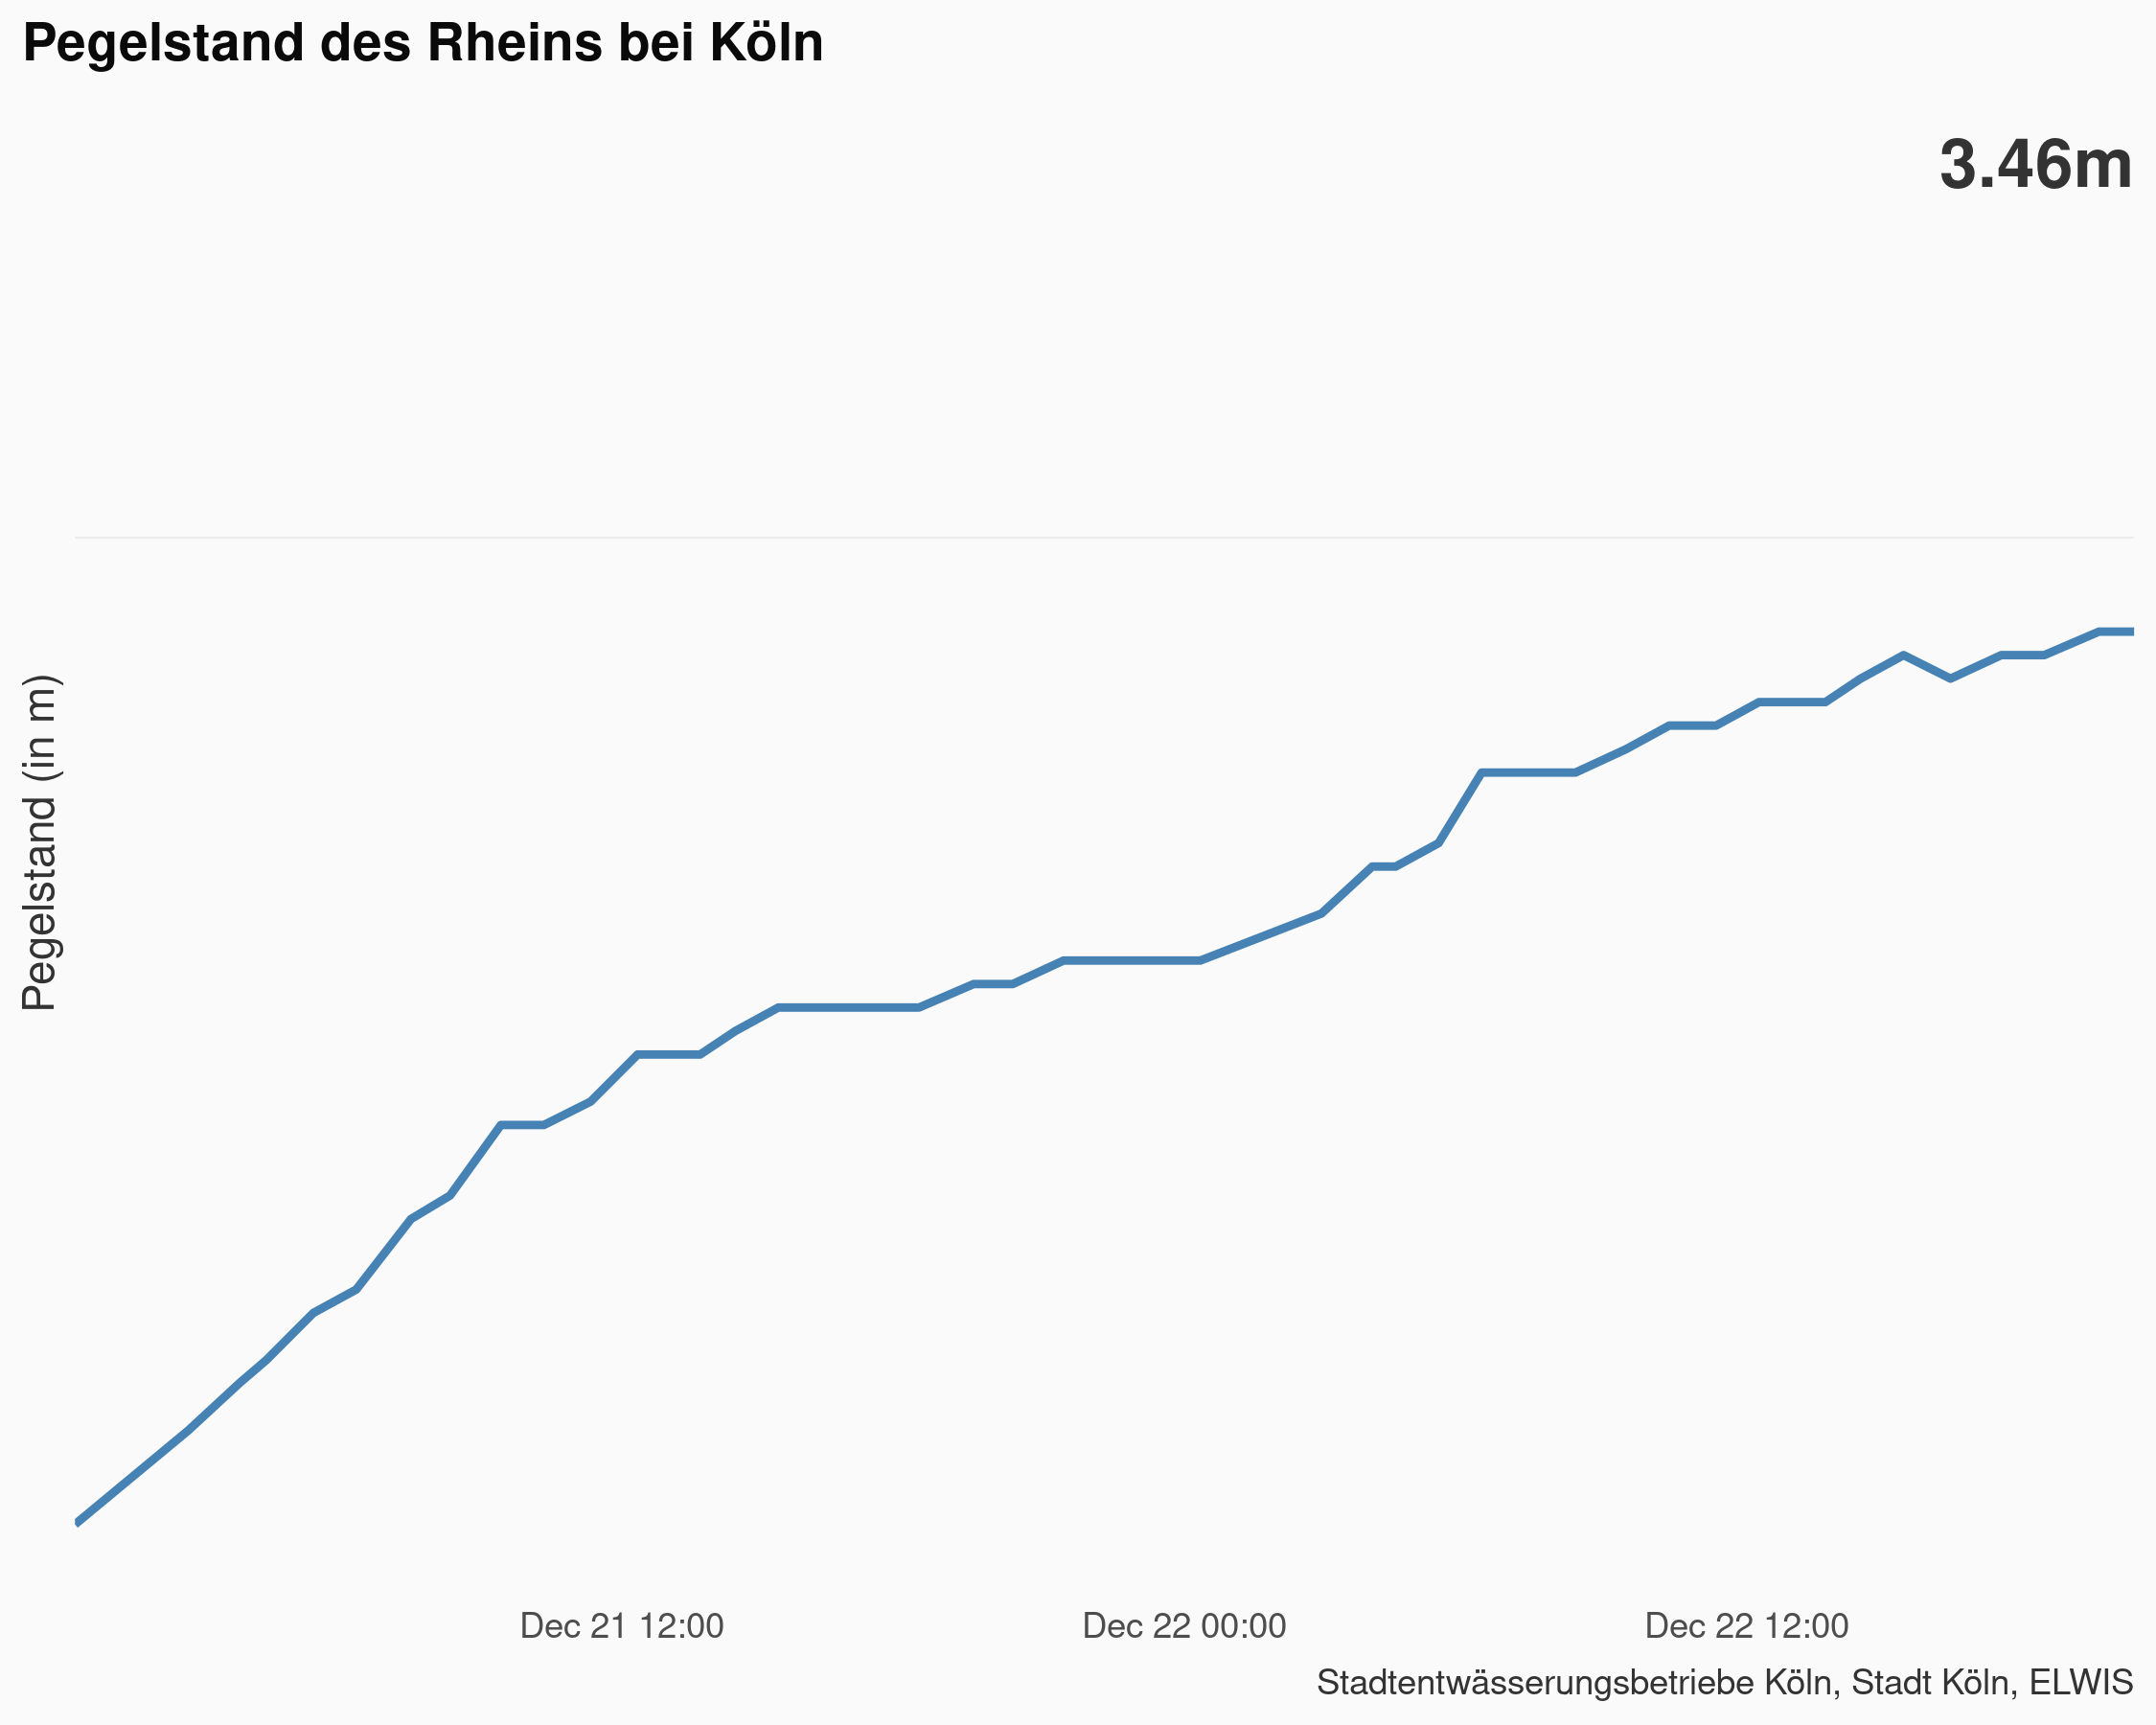 Pegelstand des Rheins bei Köln
3.46m
Pegelstand (in m)
Dec 21 12:00
Dec 22 00:00
Dec 22 12:00
Stadtentwässerungsbetriebe Köln, Stadt Köln, ELWIS